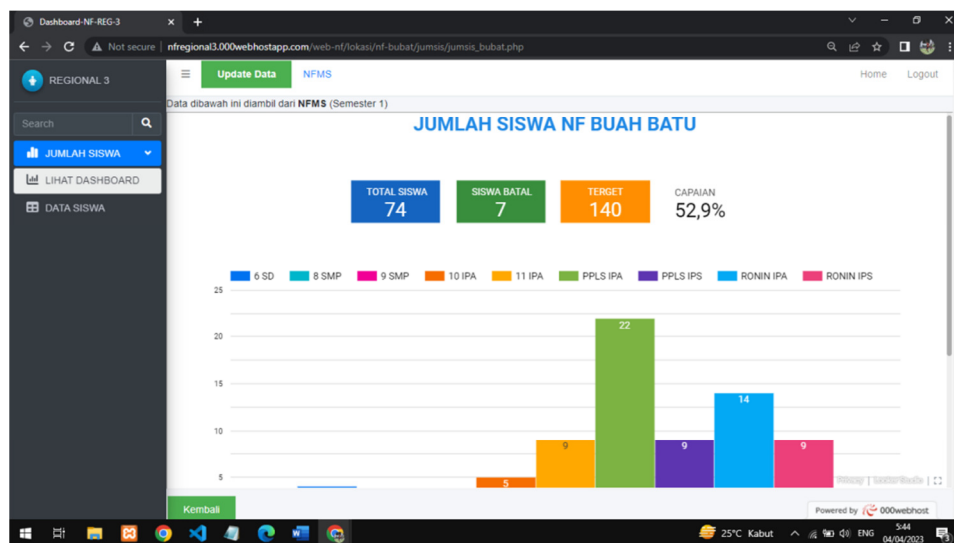 Dashboard-NF-REG-3
Not secure | nfregional3.000webhostapp.com/web-nf/lokasi/nf-bubat/jumsis/jumsis_bubat.php
REGIONAL 3
Update Data NFMS Home Logout
Data dibawah ini diambil dari NFMS (Semester 1)
Search
JUMLAH SISWA
LIHAT DASHBOARD
DATA SISWA
JUMLAH SISWA NF BUAH BATU
TOTAL SISWA SISWA BATAL TERGET CAPAIAN
74 7 140 52,9%
6 SD 8 SMP 9 SMP 10 IPA 11 IPA PPLS IPA PPLS IPS RONIN IPA RONIN IPS
25
22
20
15
14
10
9 9 9
5 5
Kembali
Powered by 000webhost
25°C Kabut ENG 5:44
04/04/2023